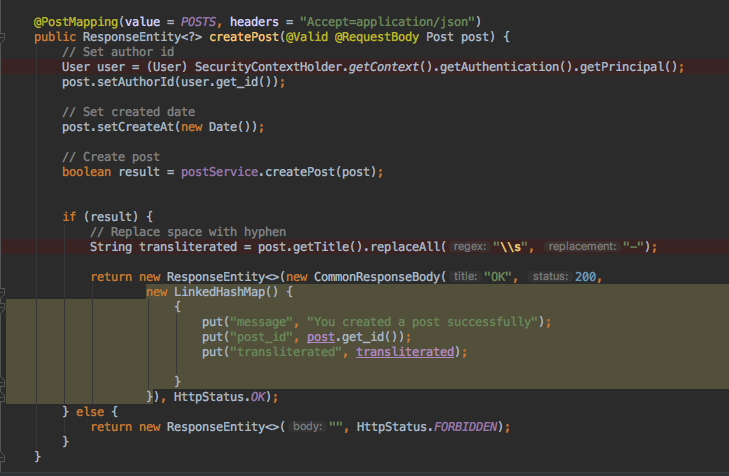 @PostMapping(value = POSTS, headers = "Accept=application/json")
public ResponseEntity<?> createPost(@Valid @RequestBody Post post) {
// Set author id
User user = (User) SecurityContextHolder.getContext().getAuthentication().getPrincipal();
post.setAuthorId(user.get_id());
// Set created date
post.setCreateAt(new Date());
// Create post
boolean result = postService.createPost(post);
if (result) {
// Replace space with hyphen
String transliterated = post.getTitle().replaceAll( regex: "\\s", replacement: "-");
return new ResponseEntity<>(new CommonResponseBody( title: "OK", status: 200,
new LinkedHashMap() {
{
put("message", "You created a post successfully");
put("post_id", post.get_id());
put("transliterated", transliterated);
}
}), HttpStatus.OK);
} else {
return new ResponseEntity<>( body: "", HttpStatus.FORBIDDEN);
}
}